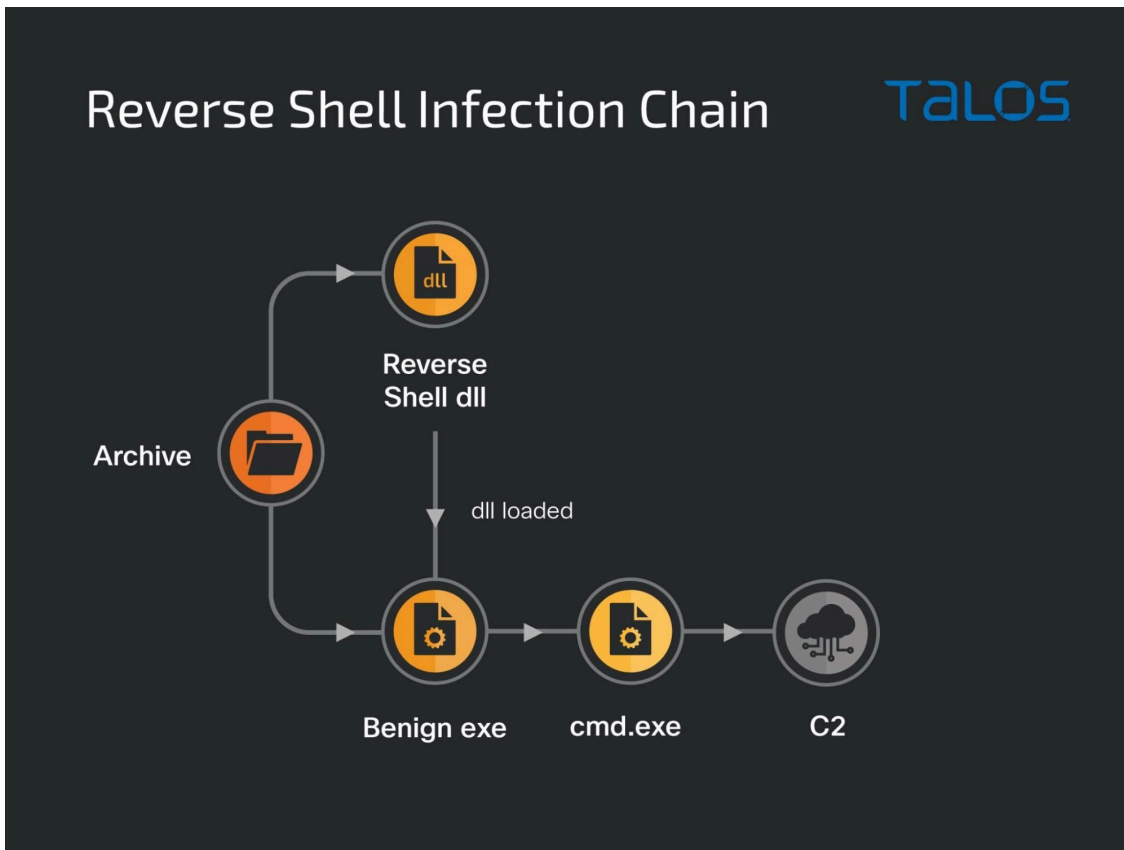 Reverse Shell Infection Chain
TALOS
dll
Reverse
Shell dll
Archive
dll loaded
Benign exe
cmd.exe
C2